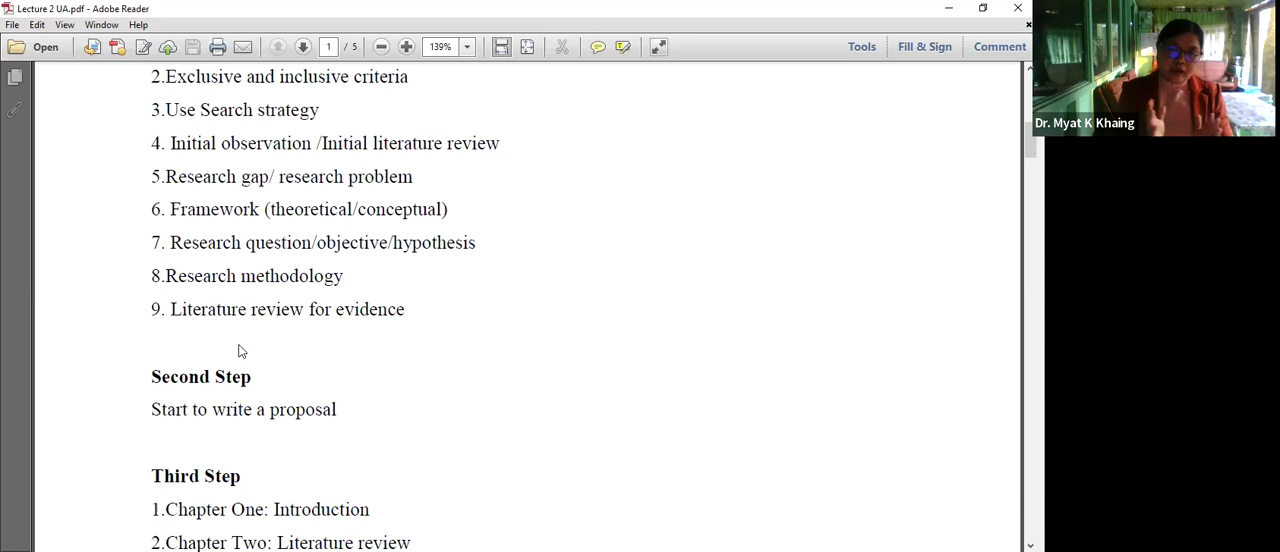 Lecture 2 UA.pdf - Adobe Reader
File Edit View Window Help
Open 1 / 5 139% Tools Fill & Sign Comment
2.Exclusive and inclusive criteria
3.Use Search strategy
4. Initial observation /Initial literature review
5.Research gap/ research problem
6. Framework (theoretical/conceptual)
7. Research question/objective/hypothesis
8.Research methodology
9. Literature review for evidence
Second Step
Start to write a proposal
Third Step
1.Chapter One: Introduction
2.Chapter Two: Literature review
Dr. Myat K Khaing